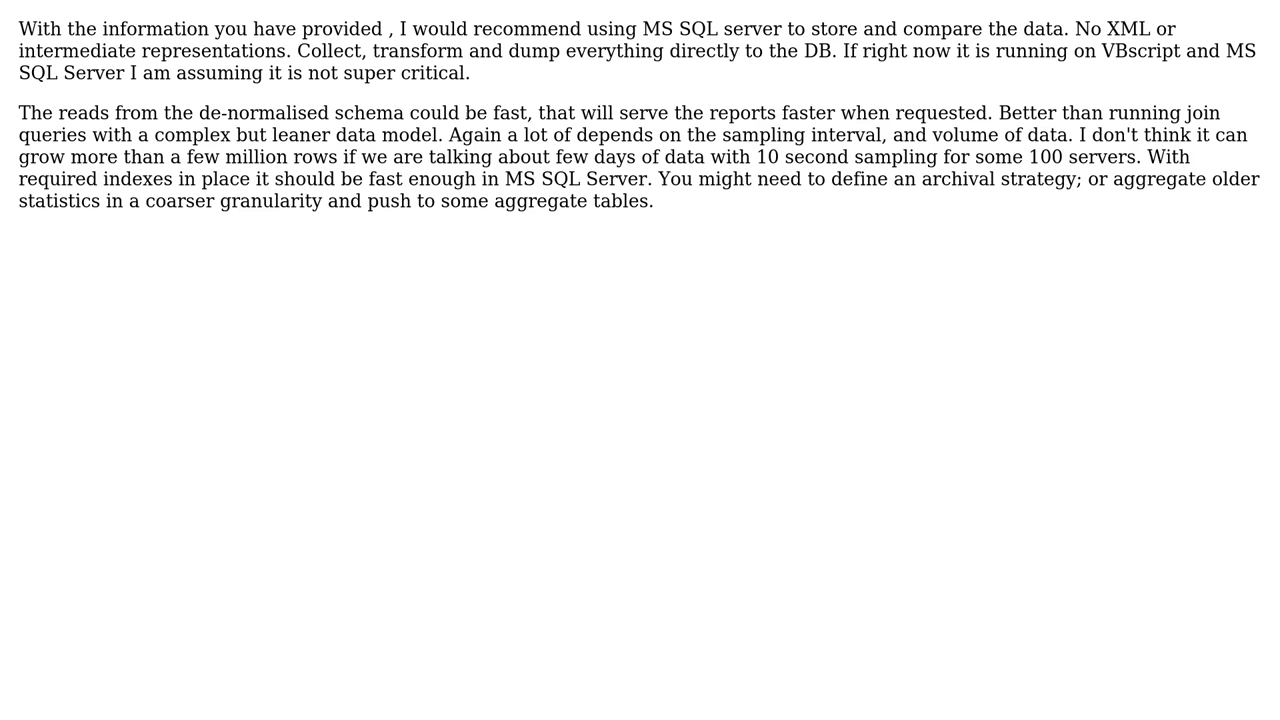 With the information you have provided , I would recommend using MS SQL server to store and compare the data. No XML or
intermediate representations. Collect, transform and dump everything directly to the DB. If right now it is running on VBscript and MS
SQL Server I am assuming it is not super critical.
The reads from the de-normalised schema could be fast, that will serve the reports faster when requested. Better than running join
queries with a complex but leaner data model. Again a lot of depends on the sampling interval, and volume of data. I don't think it can
grow more than a few million rows if we are talking about few days of data with 10 second sampling for some 100 servers. With
required indexes in place it should be fast enough in MS SQL Server. You might need to define an archival strategy; or aggregate older
statistics in a coarser granularity and push to some aggregate tables.